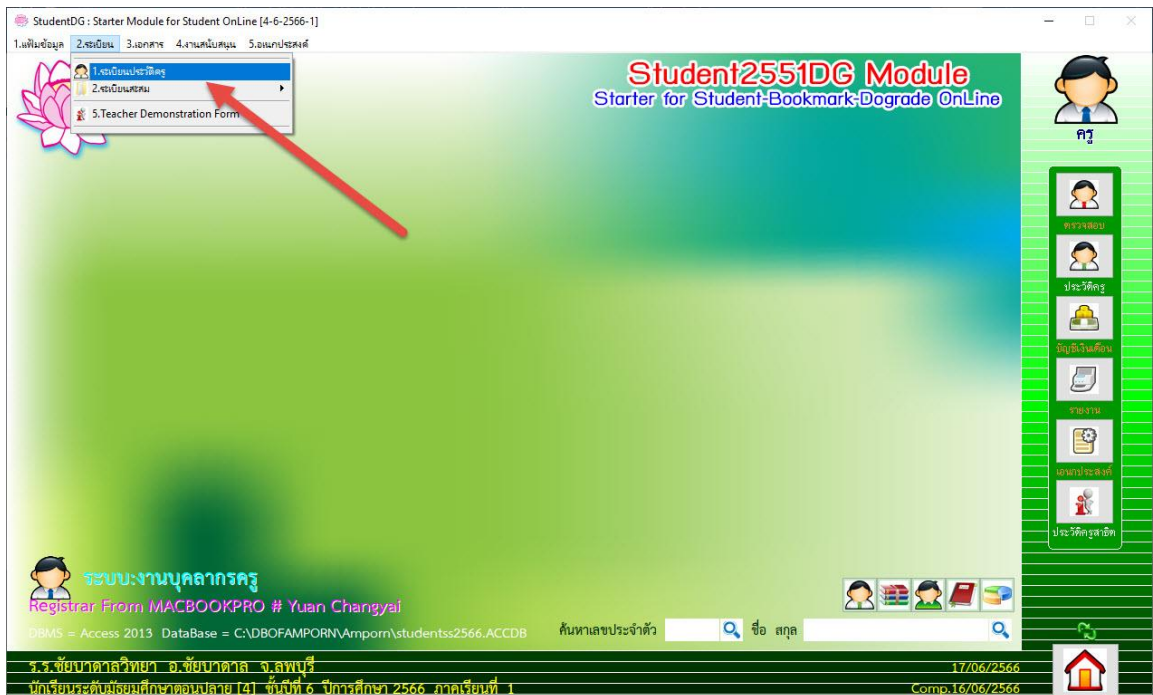 StudentDG : Starter Module for Student OnLine [4-6-2566-1]
1.แฟ้มข้อมูล 2.ระเบียน 3.เอกสาร 4.งานสนับสนุน 5.อเนกประสงค์
1.ระเบียนประวัติครู
2.ระเบียนสะสม
5.Teacher Demonstration Form
Student2551DG Module
Starter for Student-Bookmark-Dograde OnLine
ครู
ตรวจสอบ
ประวัติครู
บัญชีเงินเดือน
รายงาน
เอนกประสงค์
ประวัติครูสาธิต
ระบบ:งานบุคลากรครู
Registrar From MACBOOKPRO # Yuan Changyai
DBMS = Access 2013 DataBase = C:\DBOFAMPORN\Amporn\studentss2566.ACCDB
ค้นหาเลขประจำตัว ชื่อ สกุล
ร.ร.ชัยบาดาลวิทยา อ.ชัยบาดาล จ.ลพบุรี 17/06/2566
นักเรียนระดับมัธยมศึกษาตอนปลาย [4] ชั้นปีที่ 6 ปีการศึกษา 2566 ภาคเรียนที่ 1 Comp.16/06/2566